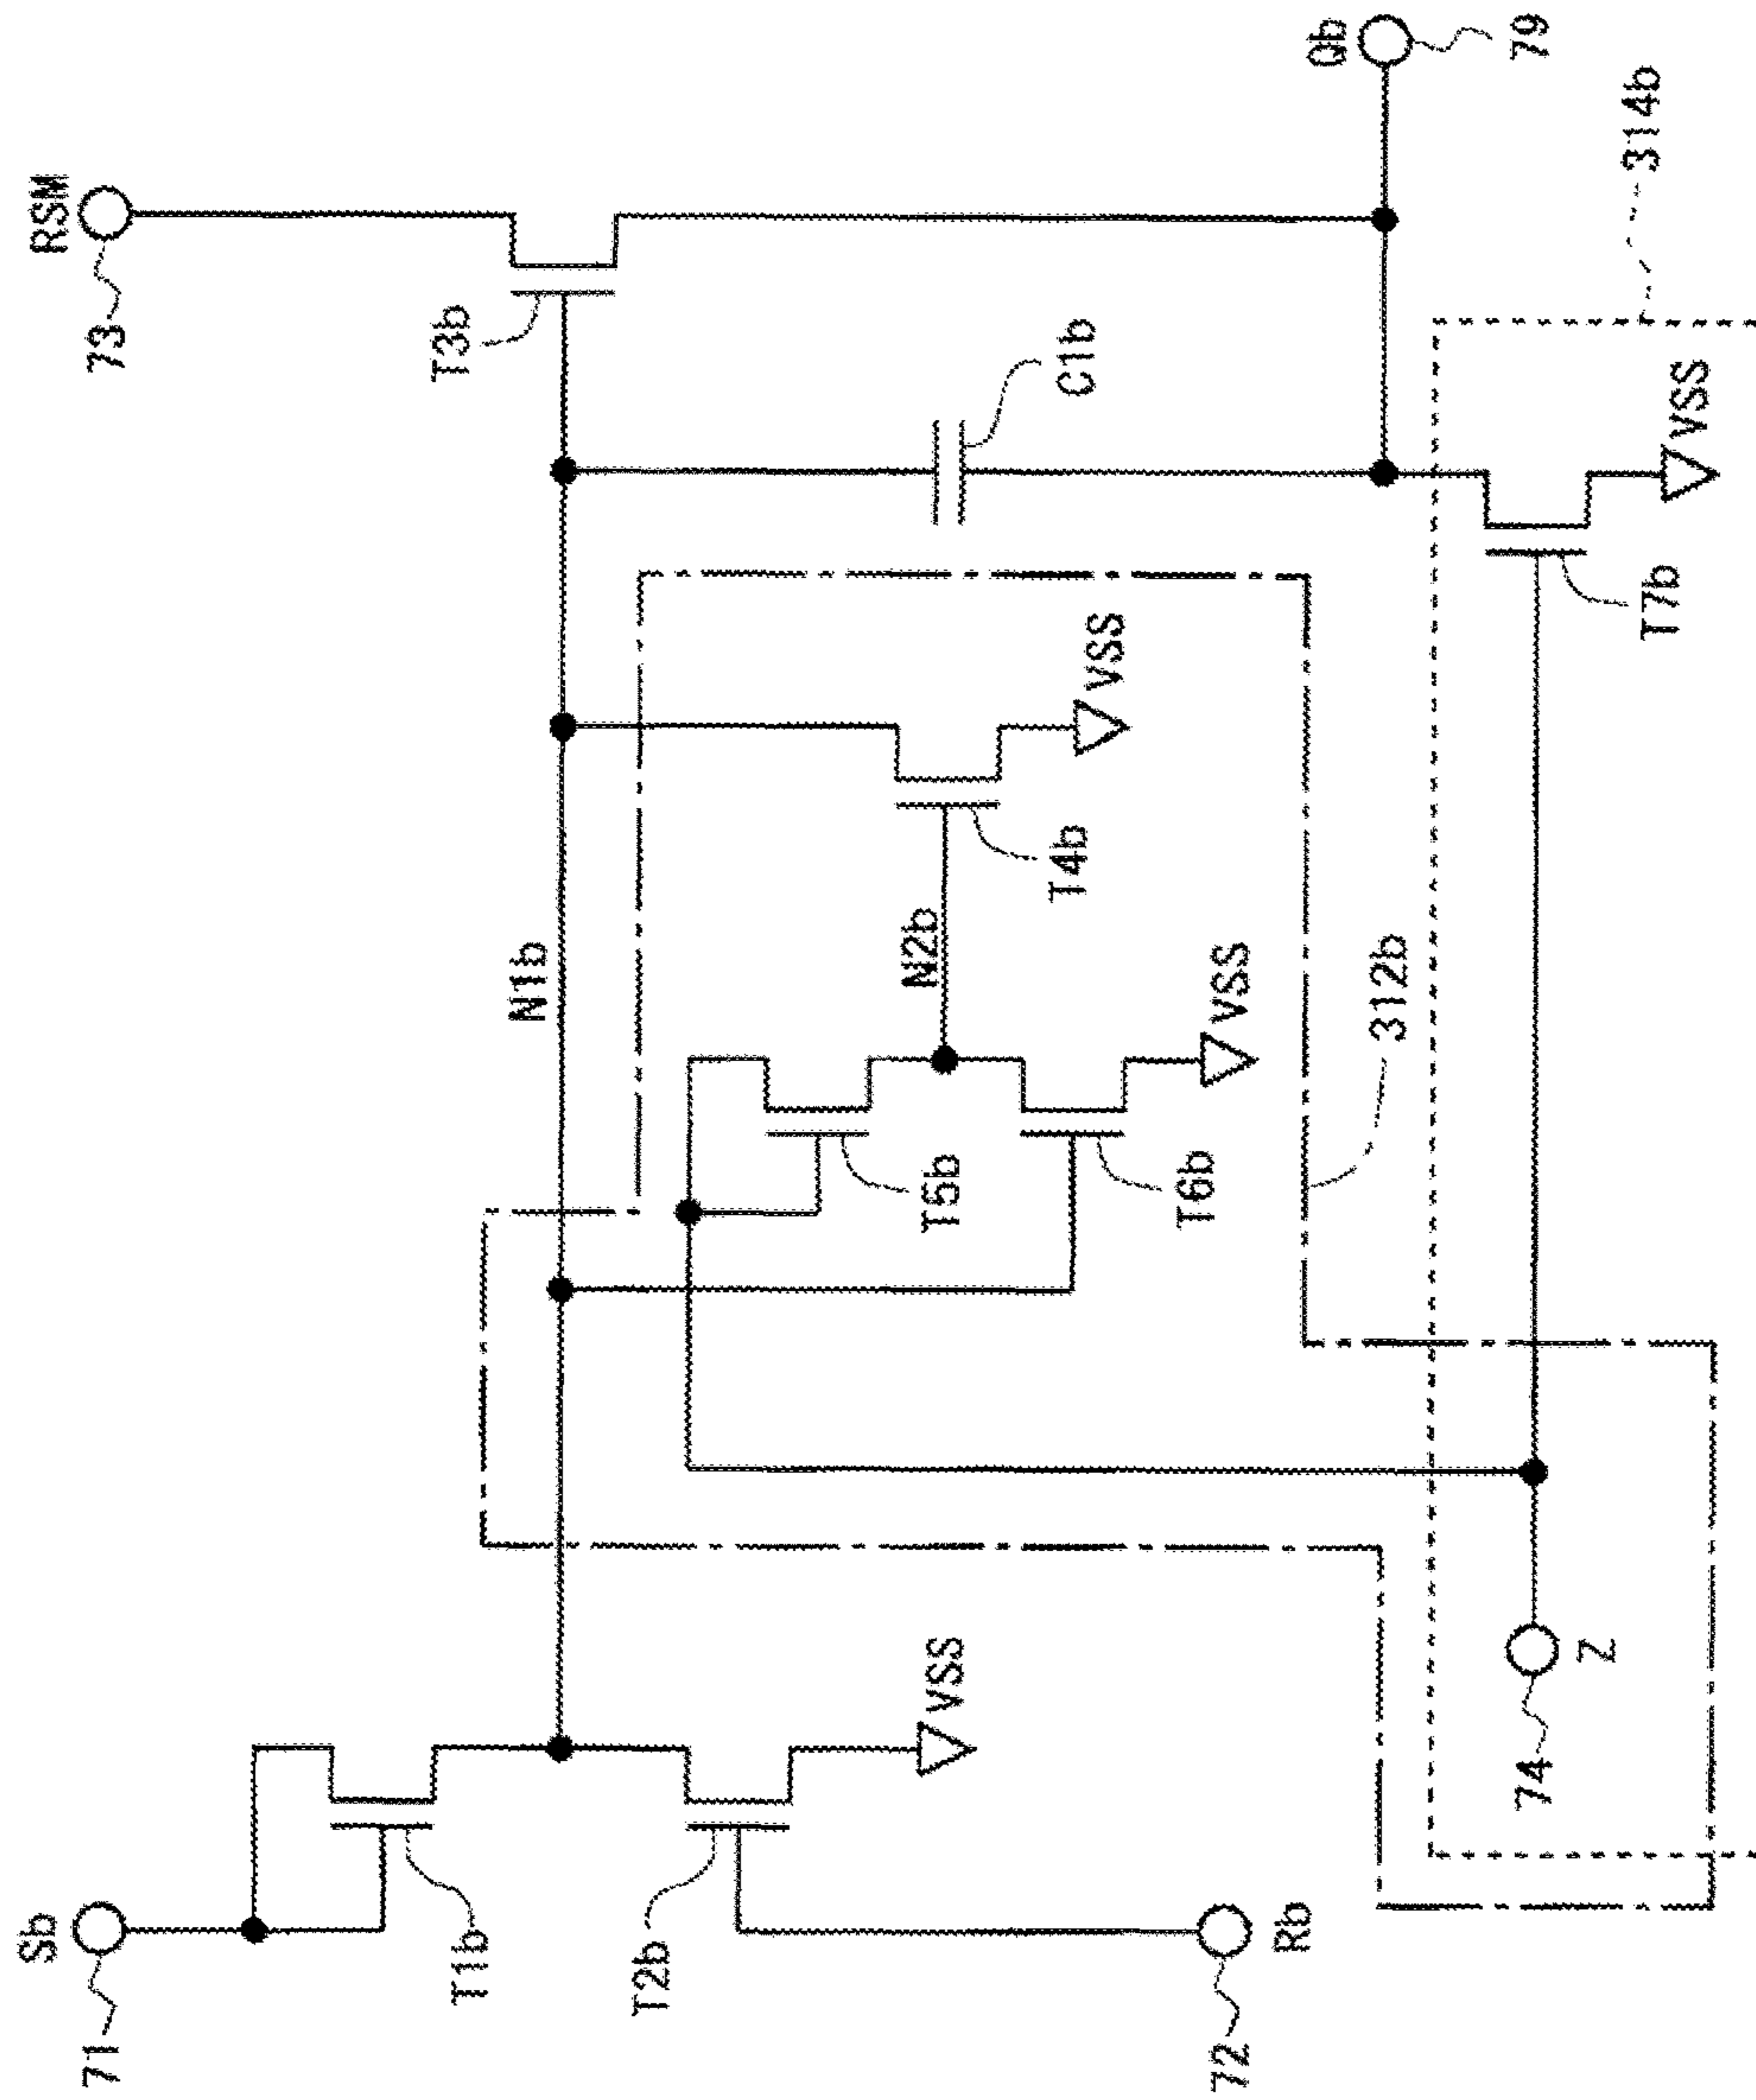 Sb
71
T1b
T2b
VSS
72
Rb
N1b
T5b
T6b
N2b
T4b
VSS
VSS
312b
74
Z
RSM
73
T3b
C1b
Qb
79
314b
T7b
VSS